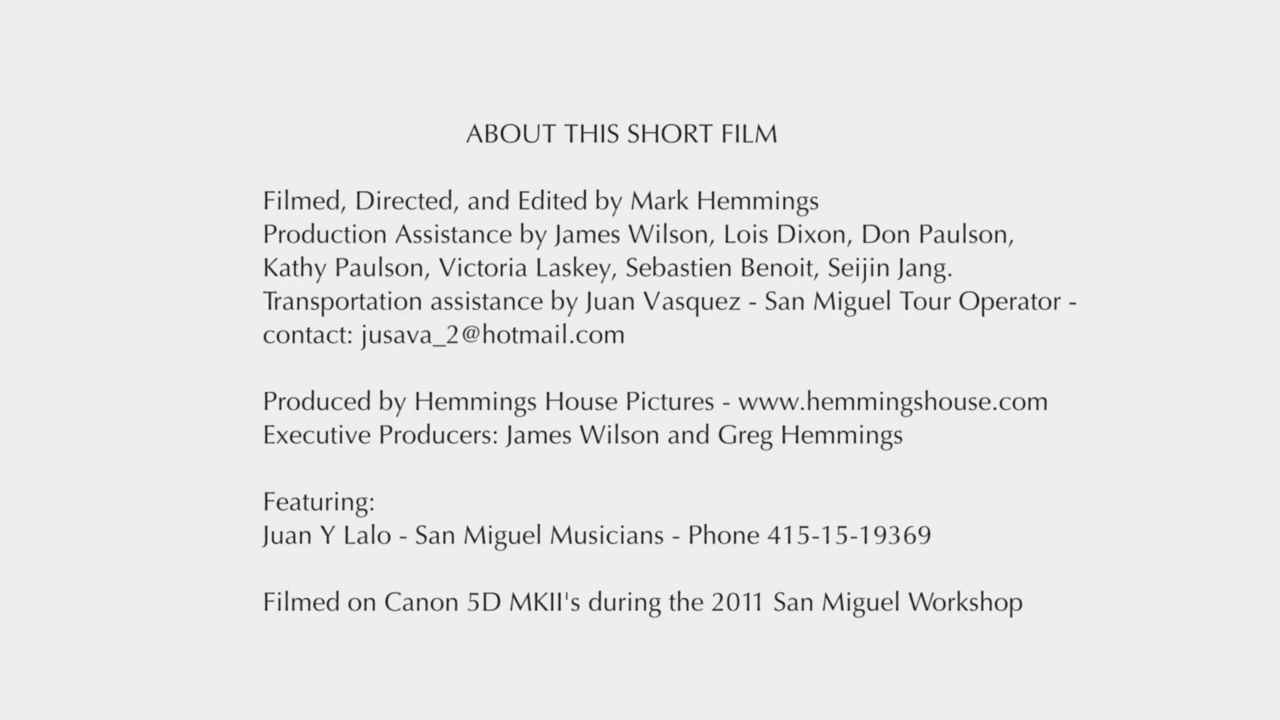 ABOUT THIS SHORT FILM
Filmed, Directed, and Edited by Mark Hemmings
Production Assistance by James Wilson, Lois Dixon, Don Paulson,
Kathy Paulson, Victoria Laskey, Sebastien Benoit, Seijin Jang.
Transportation assistance by Juan Vasquez - San Miguel Tour Operator -
contact: jusava_2@hotmail.com
Produced by Hemmings House Pictures - www.hemmingshouse.com
Executive Producers: James Wilson and Greg Hemmings
Featuring:
Juan Y Lalo - San Miguel Musicians - Phone 415-15-19369
Filmed on Canon 5D MKII's during the 2011 San Miguel Workshop